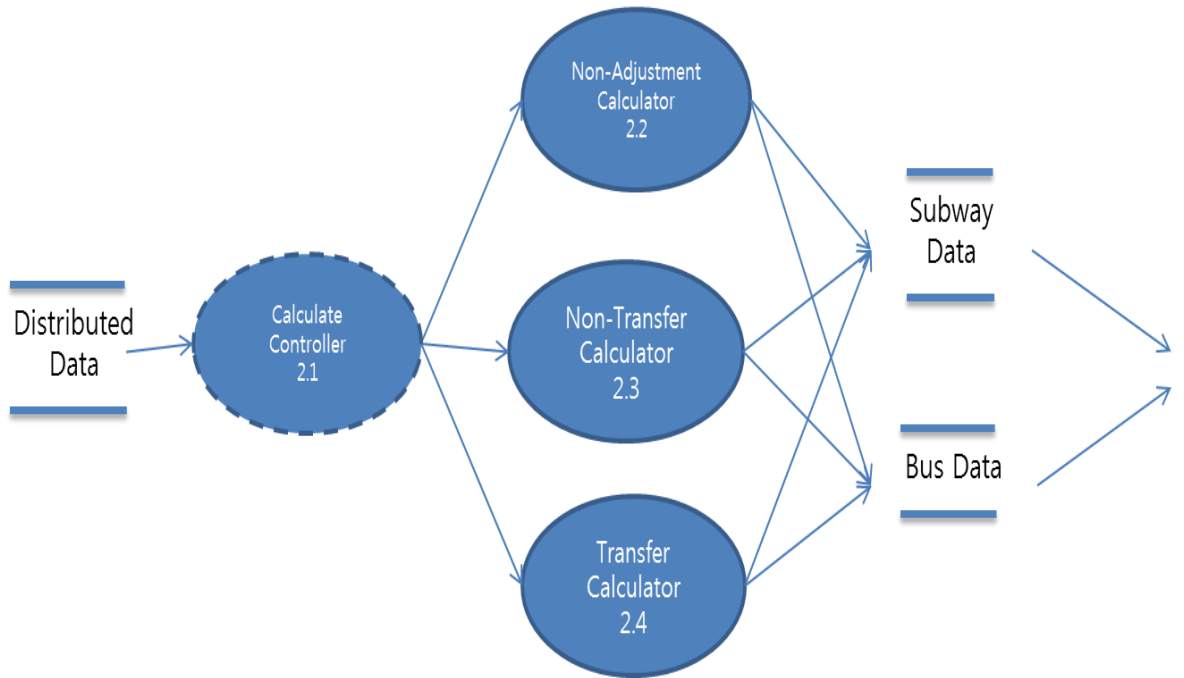 Distributed
Data
Calculate
Controller
2.1
Non-Adjustment
Calculator
2.2
Non-Transfer
Calculator
2.3
Transfer
Calculator
2.4
Subway
Data
Bus Data